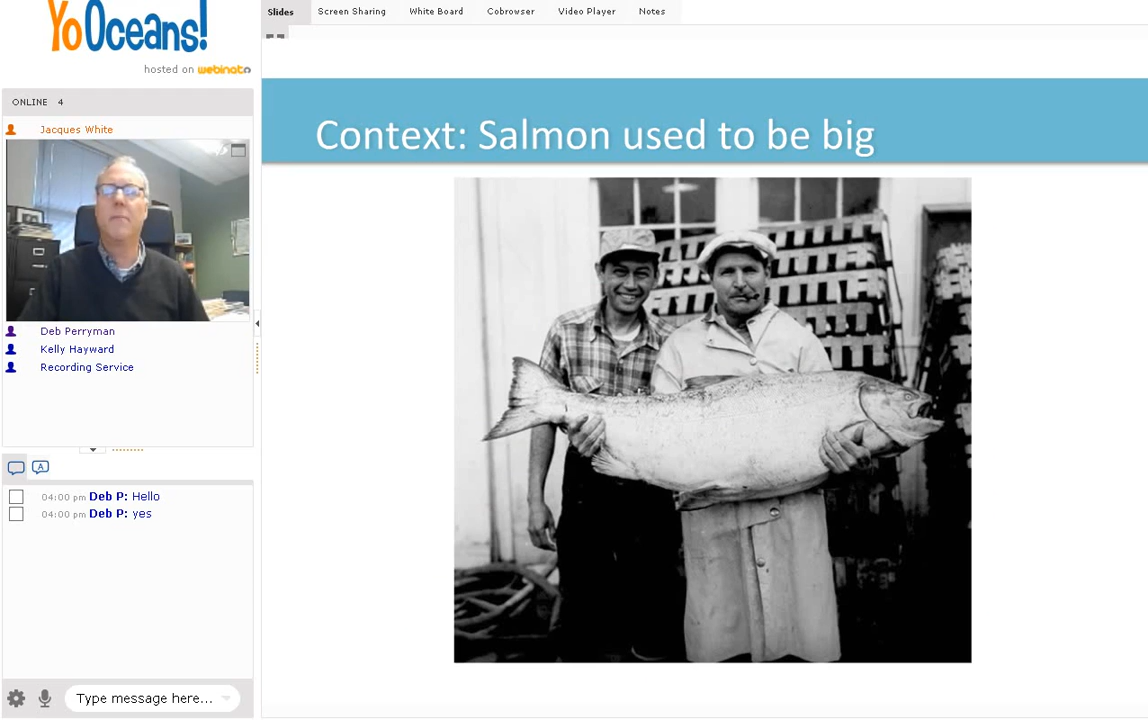 YoOceans!
hosted on webinato
ONLINE 4
Jacques White
Deb Perryman
Kelly Hayward
Recording Service
A
04:00 pm Deb P: Hello
04:00 pm Deb P: yes
Type message here...
Slides Screen Sharing White Board Cobrowser Video Player Notes
Context: Salmon used to be big